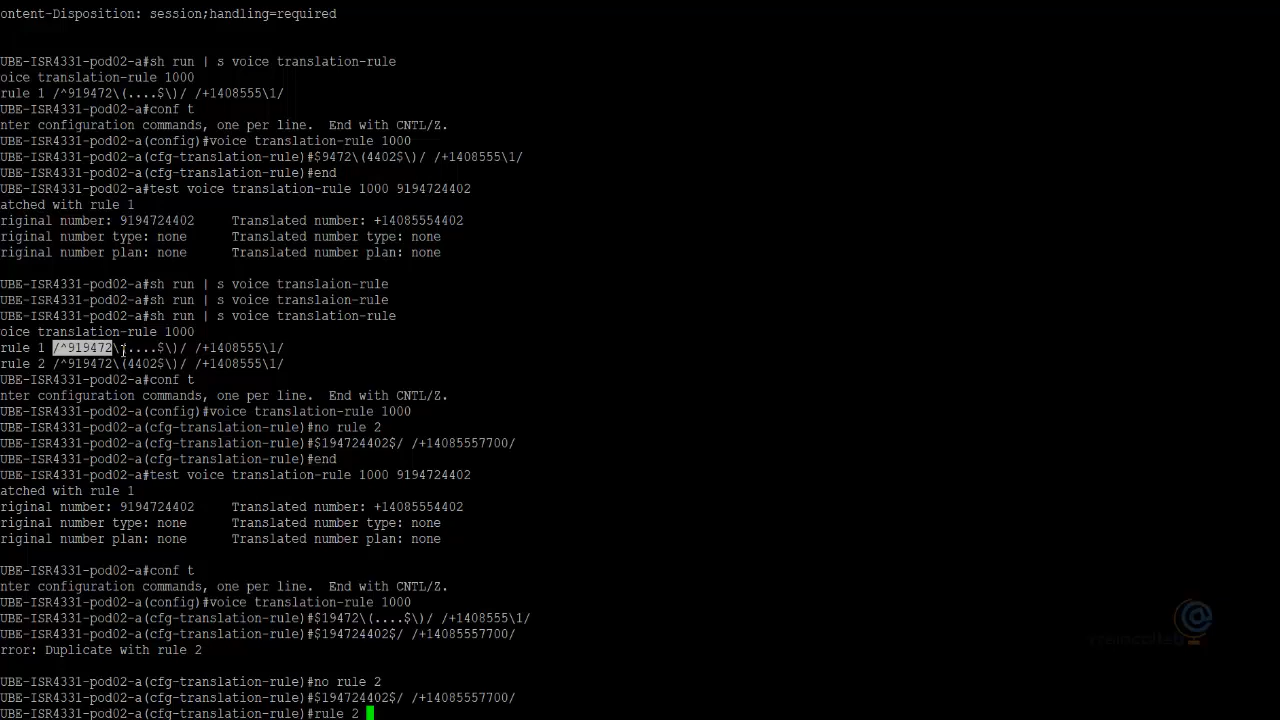 ontent-Disposition: session;handling=required
UBE-ISR4331-pod02-a#sh run | s voice translation-rule
oice translation-rule 1000
rule 1 /^919472\(....$\)/ /+1408555\1/
UBE-ISR4331-pod02-a#conf t
nter configuration commands, one per line.  End with CNTL/Z.
UBE-ISR4331-pod02-a(config)#voice translation-rule 1000
UBE-ISR4331-pod02-a(cfg-translation-rule)#$9472\(4402$\)/ /+1408555\1/
UBE-ISR4331-pod02-a(cfg-translation-rule)#end
UBE-ISR4331-pod02-a#test voice translation-rule 1000 9194724402
atched with rule 1
riginal number: 9194724402     Translated number: +14085554402
riginal number type: none      Translated number type: none
riginal number plan: none      Translated number plan: none
UBE-ISR4331-pod02-a#sh run | s voice translaion-rule
UBE-ISR4331-pod02-a#sh run | s voice translaion-rule
UBE-ISR4331-pod02-a#sh run | s voice translation-rule
oice translation-rule 1000
rule 1 /^919472\(....$\)/ /+1408555\1/
rule 2 /^919472\(4402$\)/ /+1408555\1/
UBE-ISR4331-pod02-a#conf t
nter configuration commands, one per line.  End with CNTL/Z.
UBE-ISR4331-pod02-a(config)#voice translation-rule 1000
UBE-ISR4331-pod02-a(cfg-translation-rule)#no rule 2
UBE-ISR4331-pod02-a(cfg-translation-rule)#$194724402$/ /+14085557700/
UBE-ISR4331-pod02-a(cfg-translation-rule)#end
UBE-ISR4331-pod02-a#test voice translation-rule 1000 9194724402
atched with rule 1
riginal number: 9194724402     Translated number: +14085554402
riginal number type: none      Translated number type: none
riginal number plan: none      Translated number plan: none
UBE-ISR4331-pod02-a#conf t
nter configuration commands, one per line.  End with CNTL/Z.
UBE-ISR4331-pod02-a(config)#voice translation-rule 1000
UBE-ISR4331-pod02-a(cfg-translation-rule)#$19472\(....$\)/ /+1408555\1/
UBE-ISR4331-pod02-a(cfg-translation-rule)#$194724402$/ /+14085557700/
rror: Duplicate with rule 2
UBE-ISR4331-pod02-a(cfg-translation-rule)#no rule 2
UBE-ISR4331-pod02-a(cfg-translation-rule)#$194724402$/ /+14085557700/
UBE-ISR4331-pod02-a(cfg-translation-rule)#rule 2